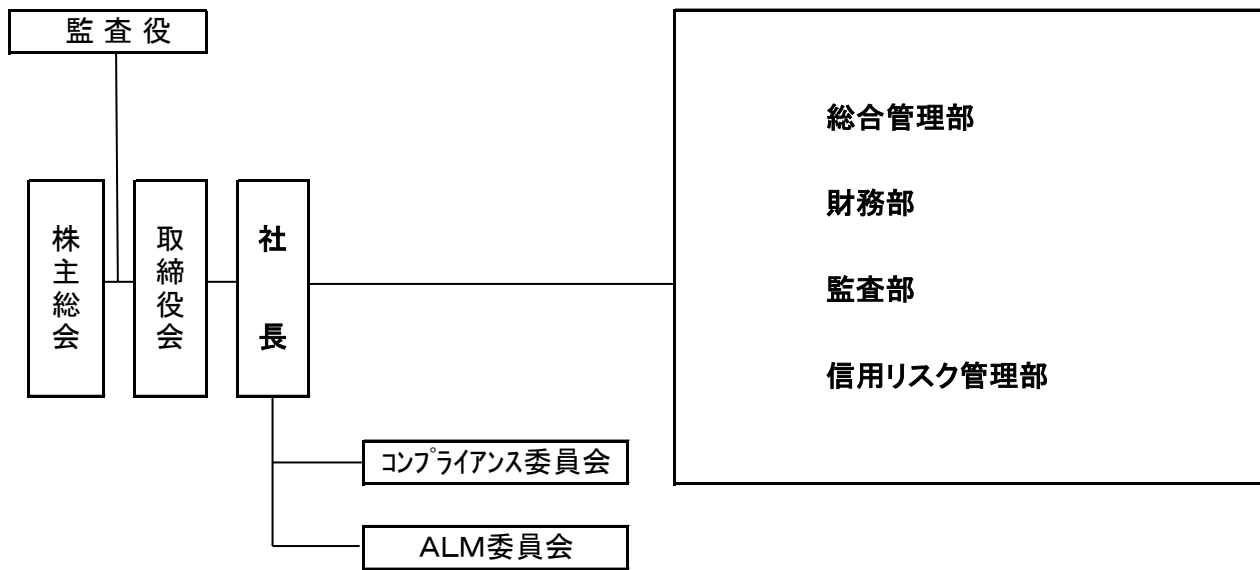 監査役
株主総会
取締役会
社長
総合管理部
財務部
監査部
信用リスク管理部
ｺﾝﾌﾟﾗｲｱﾝｽ委員会
ＡＬＭ委員会